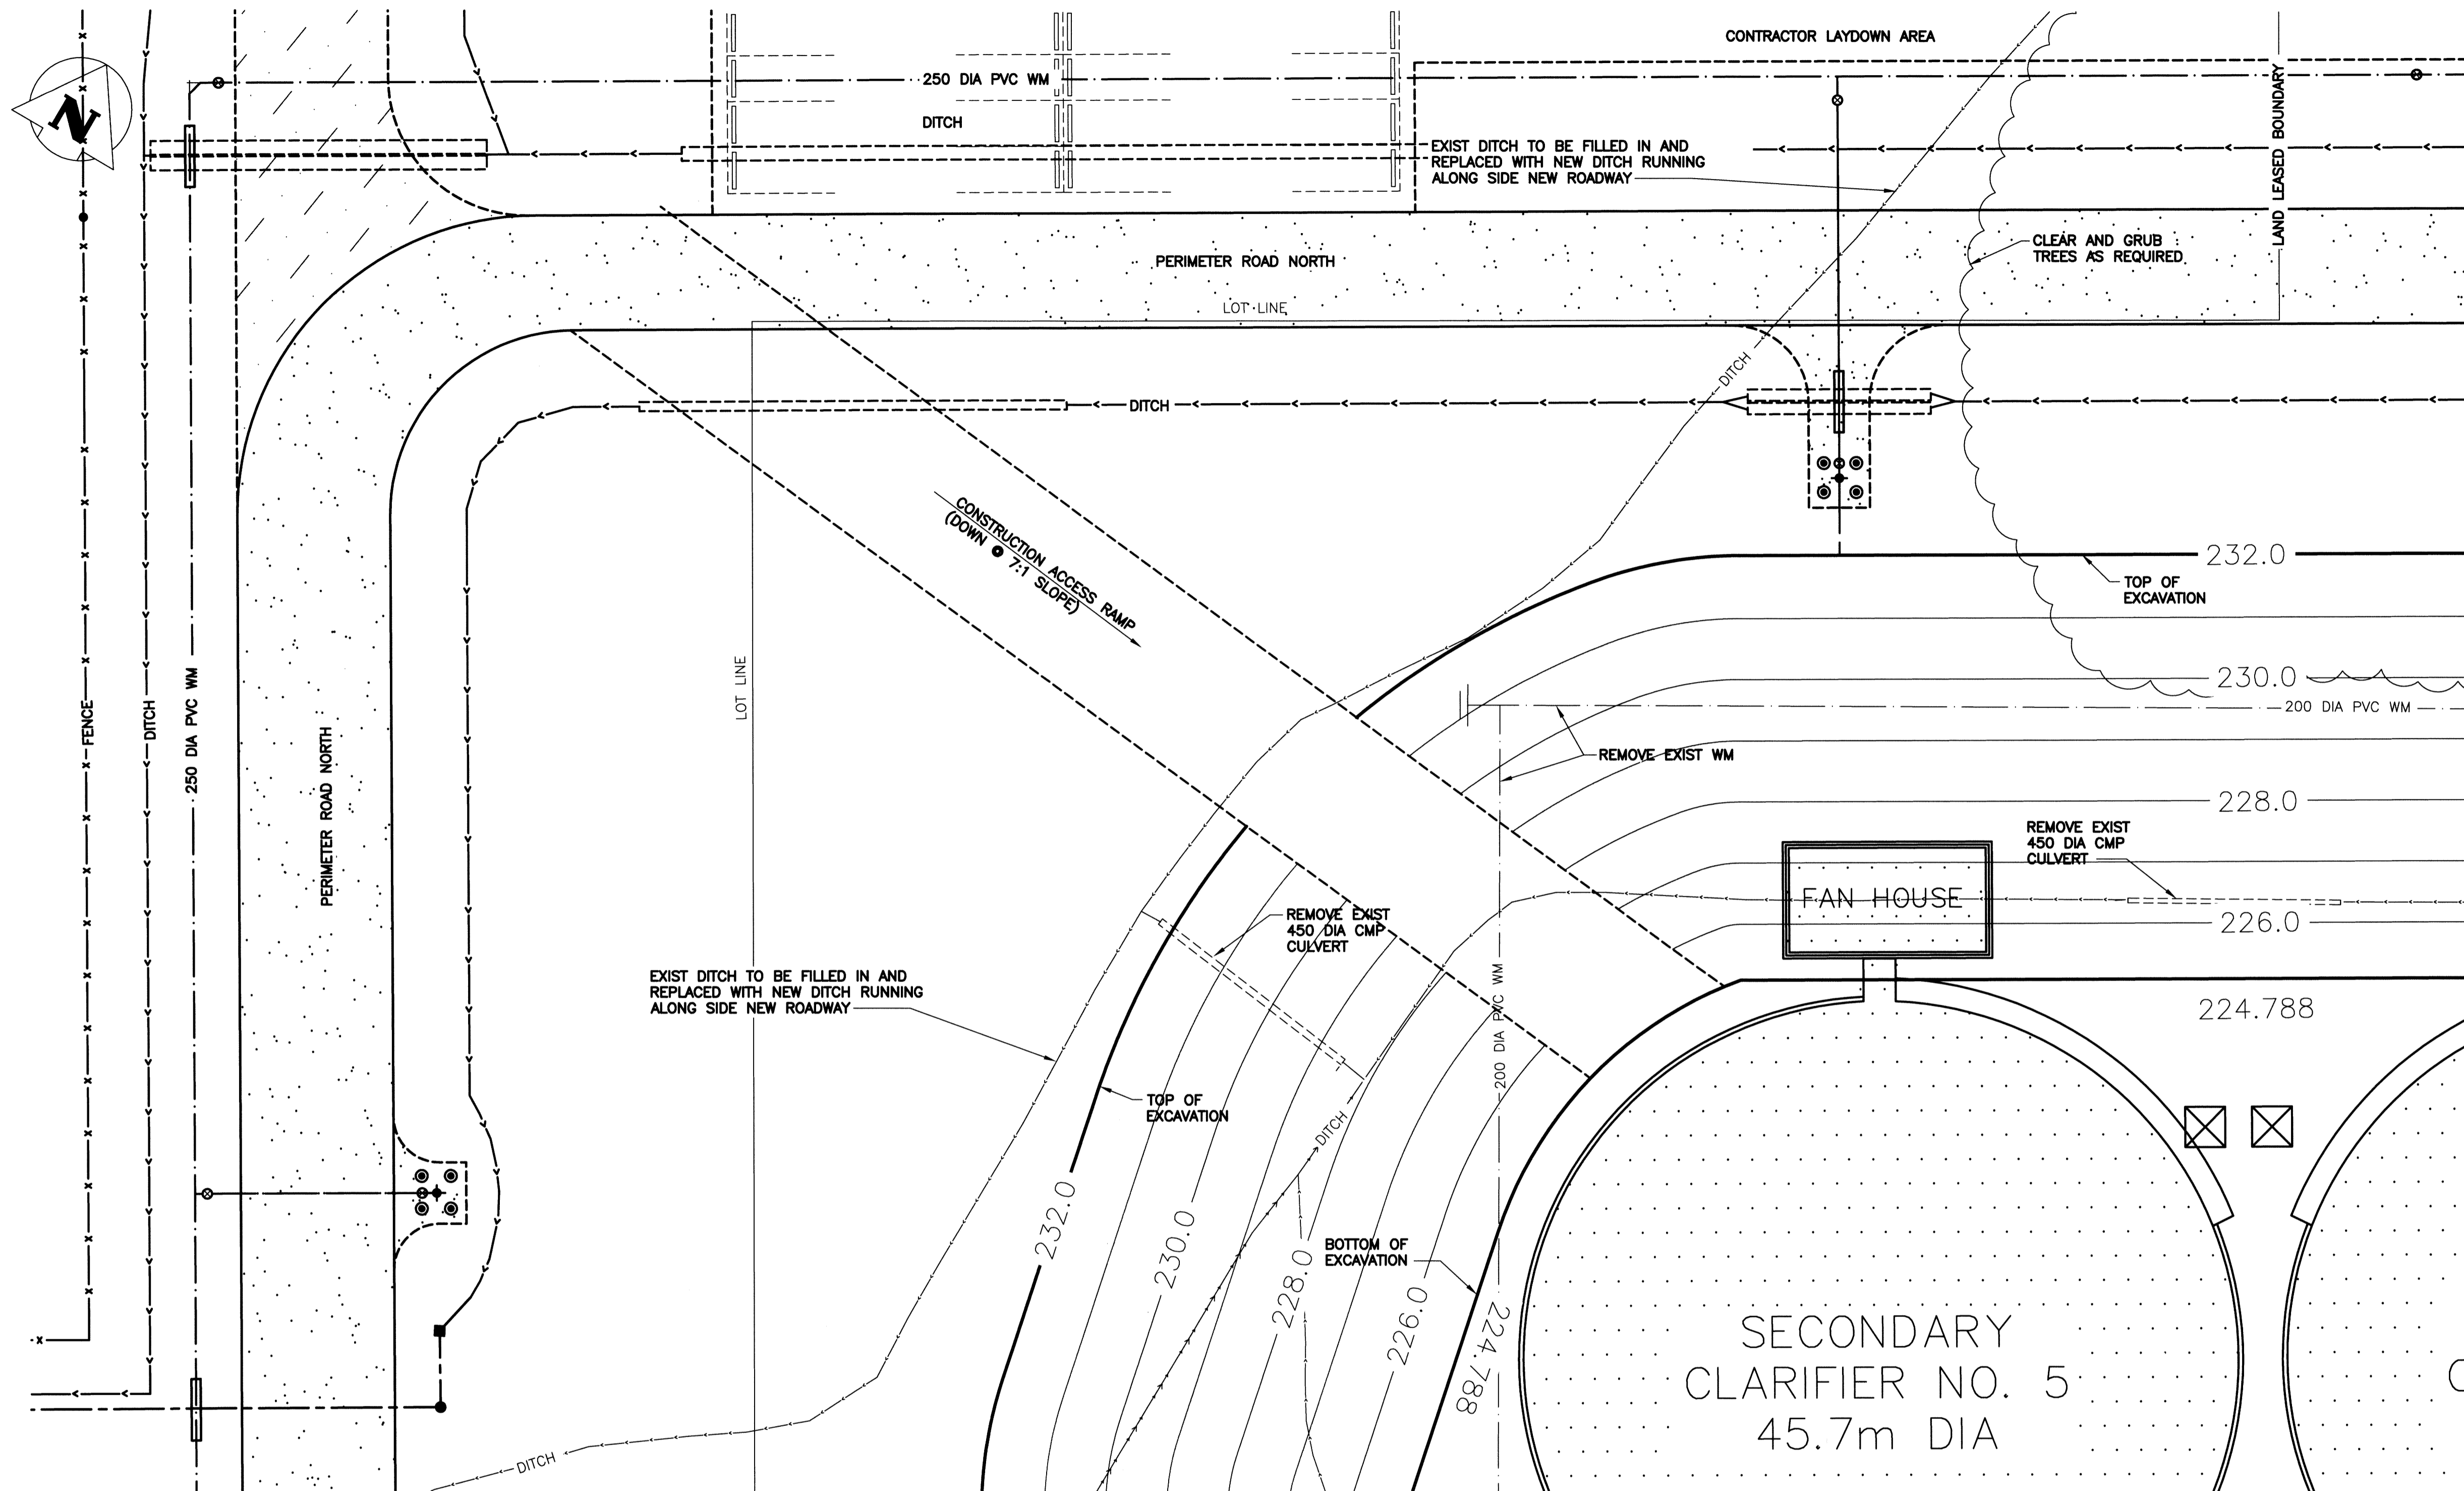 CONTRACTOR LAYDOWN AREA
N
250 DIA PVC WM
DITCH
EXIST DITCH TO BE FILLED IN AND
REPLACED WITH NEW DITCH RUNNING
ALONG SIDE NEW ROADWAY
LAND LEASED BOUNDARY
CLEAR AND GRUB
TREES AS REQUIRED
PERIMETER ROAD NORTH
LOT LINE
DITCH
DITCH
CONSTRUCTION ACCESS RAMP
(DOWN @ 7:1 SLOPE)
232.0
TOP OF
EXCAVATION
230.0
200 DIA PVC WM
REMOVE EXIST WM
FENCE
DITCH
250 DIA PVC WM
PERIMETER ROAD NORTH
LOT LINE
228.0
REMOVE EXIST
450 DIA CMP
CULVERT
FAN HOUSE
226.0
REMOVE EXIST
450 DIA CMP
CULVERT
EXIST DITCH TO BE FILLED IN AND
REPLACED WITH NEW DITCH RUNNING
ALONG SIDE NEW ROADWAY
224.788
200 DIA PVC WM
TOP OF
EXCAVATION
DITCH
232.0
230.0
228.0
BOTTOM OF
EXCAVATION
226.0
224.788
SECONDARY
CLARIFIER NO. 5
45.7m DIA
C
DITCH